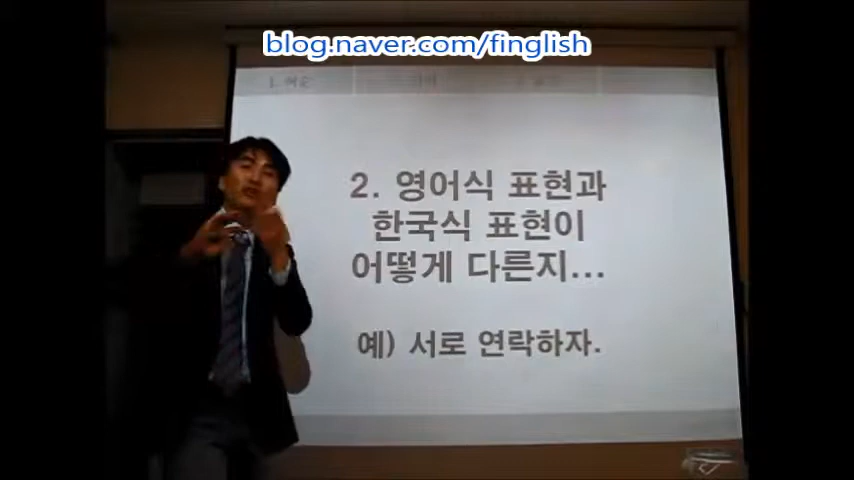 blog.naver.com/finglish
2. 영어식 표현과
한국식 표현이
어떻게 다른지...
예) 서로 연락하자.